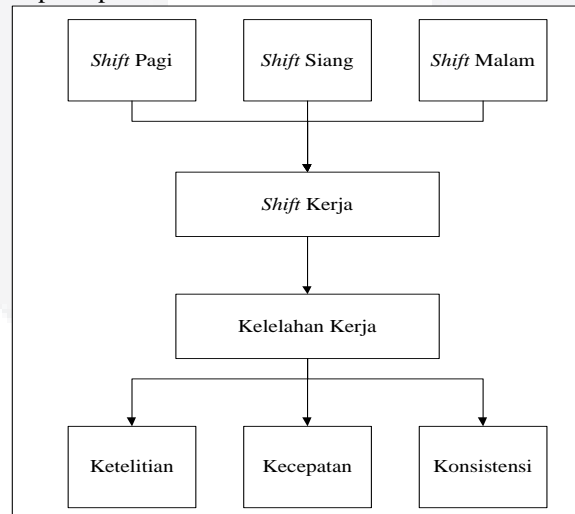 Shift Pagi
Shift Siang
Shift Malam
Shift Kerja
Kelelahan Kerja
Ketelitian
Kecepatan
Konsistensi